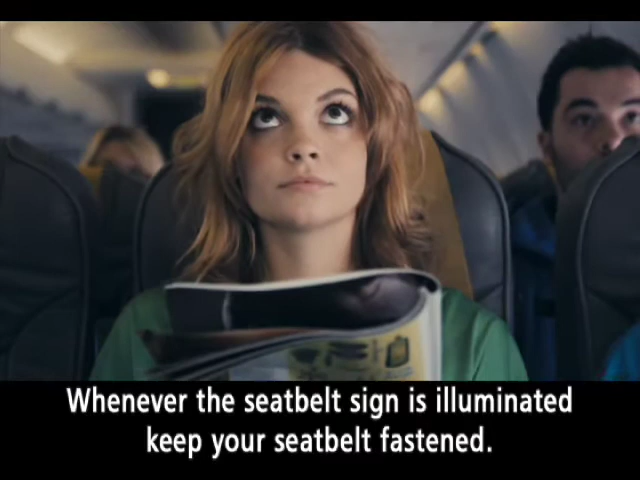 Whenever the seatbelt sign is illuminated
keep your seatbelt fastened.